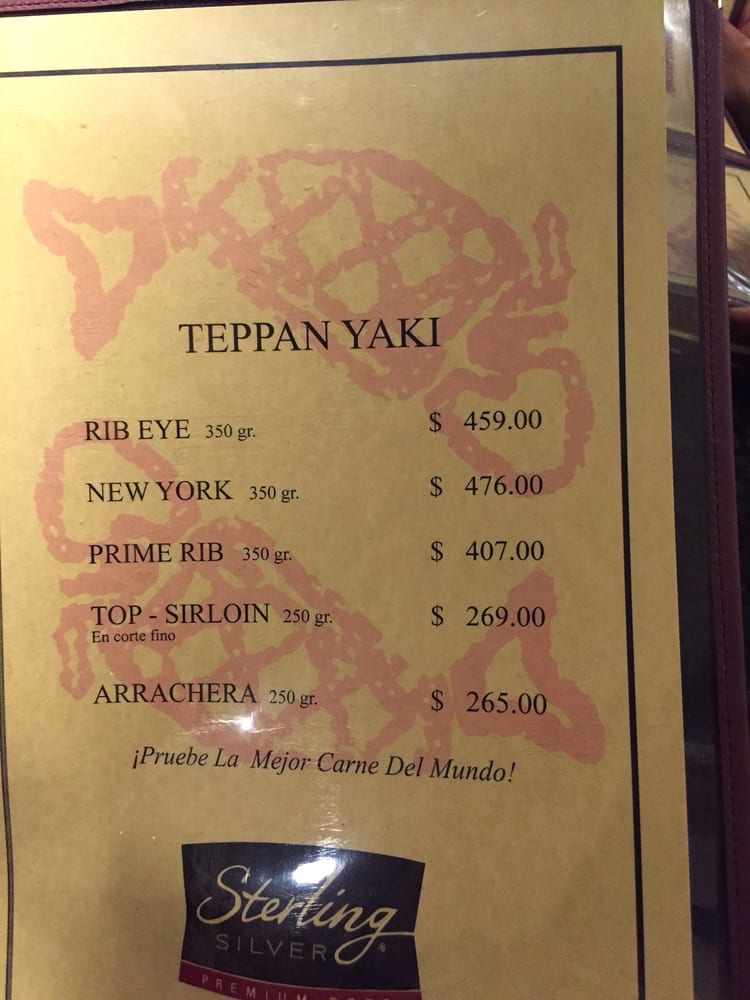 TEPPAN YAKI
RIB EYE 350 gr. $ 459.00
NEW YORK 350 gr. $ 476.00
PRIME RIB 350 gr. $ 407.00
TOP - SIRLOIN 250 gr. $ 269.00
En corte fino
ARRACHERA 250 gr. $ 265.00
¡Pruebe La Mejor Carne Del Mundo!
Sterling
SILVER®
PREMIUM